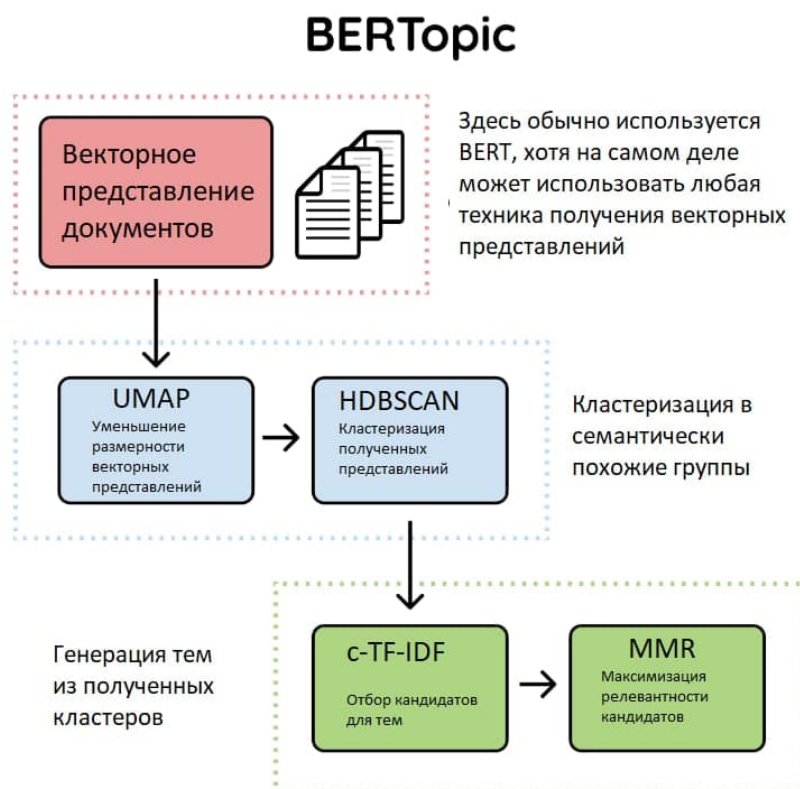 BERTopic
Векторное
представление
документов
Здесь обычно используется
BERT, хотя на самом деле
может использовать любая
техника получения векторных
представлений
UMAP
Уменьшение
размерности
векторных
представлений
HDBSCAN
Кластеризация
полученных
представлений
Кластеризация в
семантически
похожие группы
Генерация тем
из полученных
кластеров
c-TF-IDF
Отбор кандидатов
для тем
MMR
Максимизация
релевантности
кандидатов